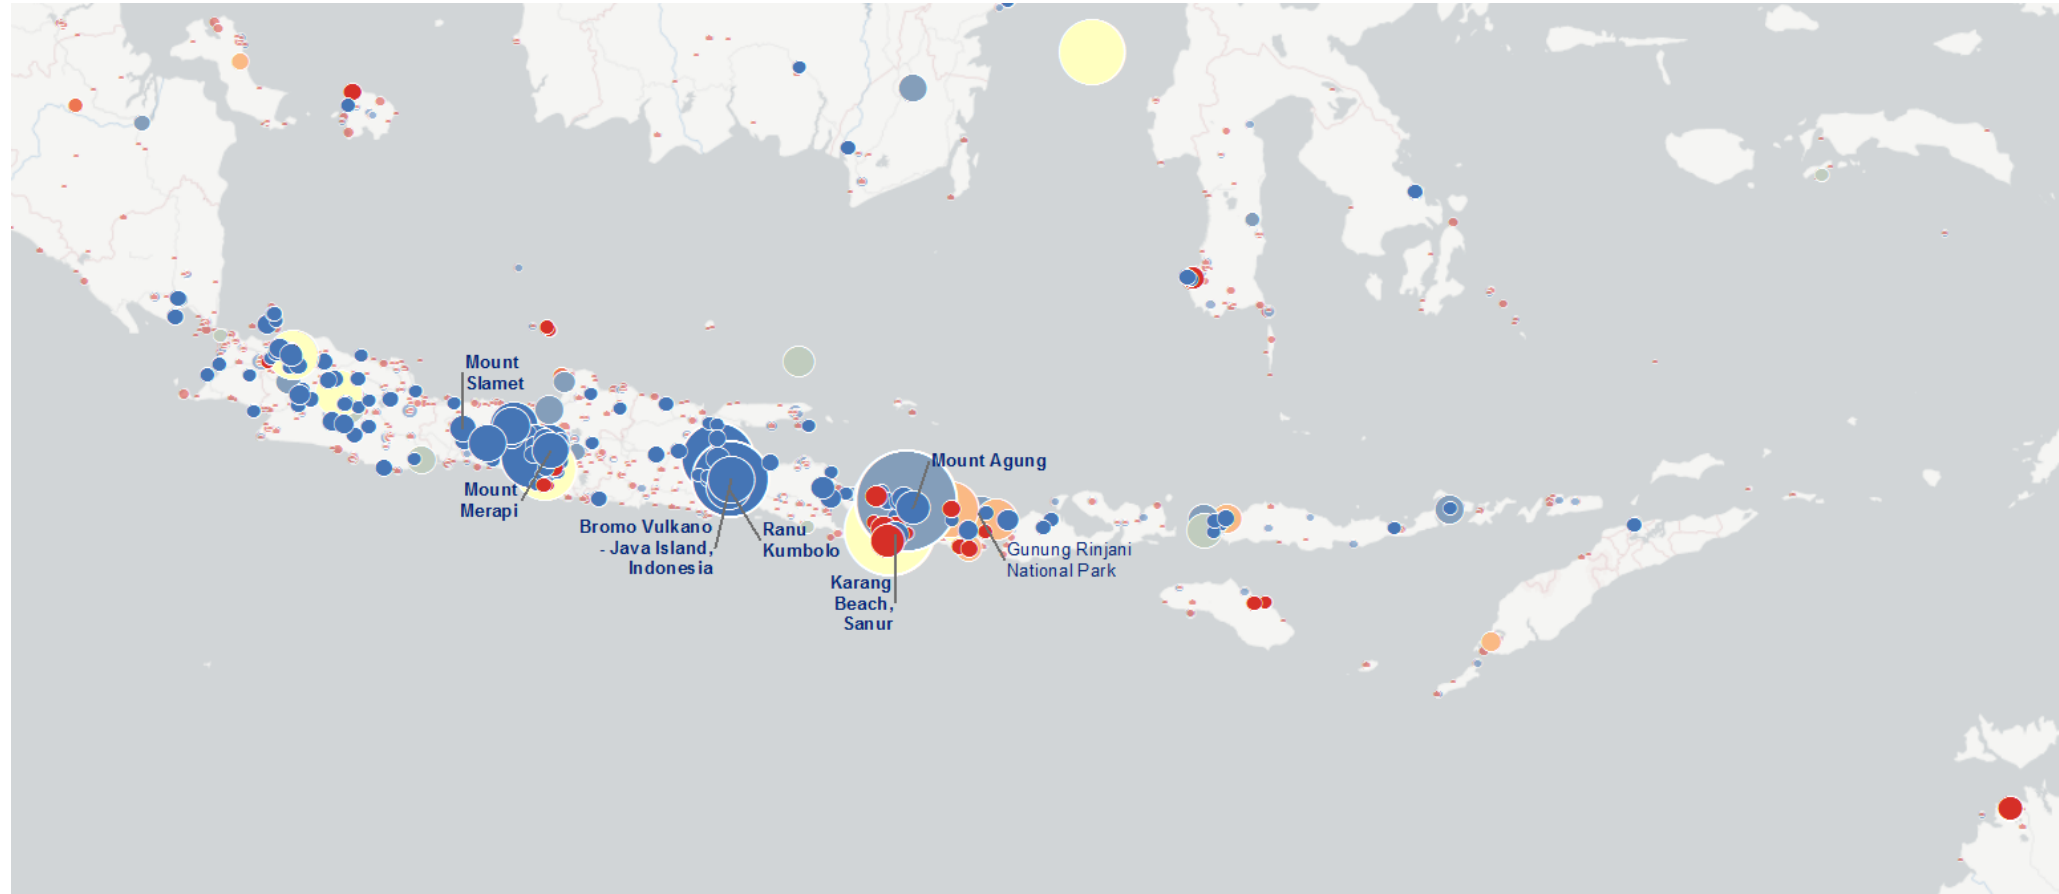 Mount
Slamet
Mount
Merapi
Bromo Vulkano
- Java Island,
Indonesia
Ranu
Kumbolo
Mount Agung
Karang
Beach,
Sanur
Gunung Rinjani
National Park